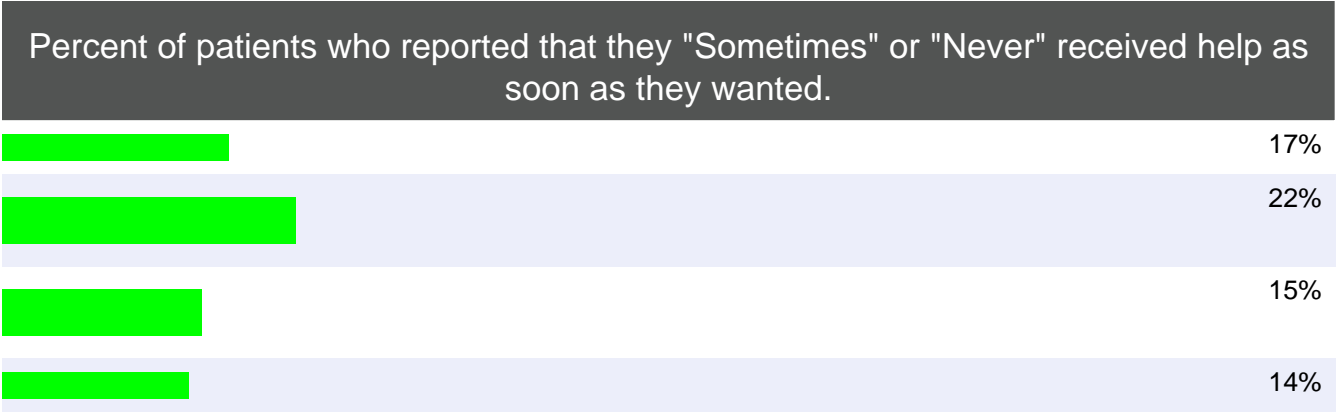 Percent of patients who reported that they "Sometimes" or "Never" received help as
soon as they wanted.
17%
22%
15%
14%